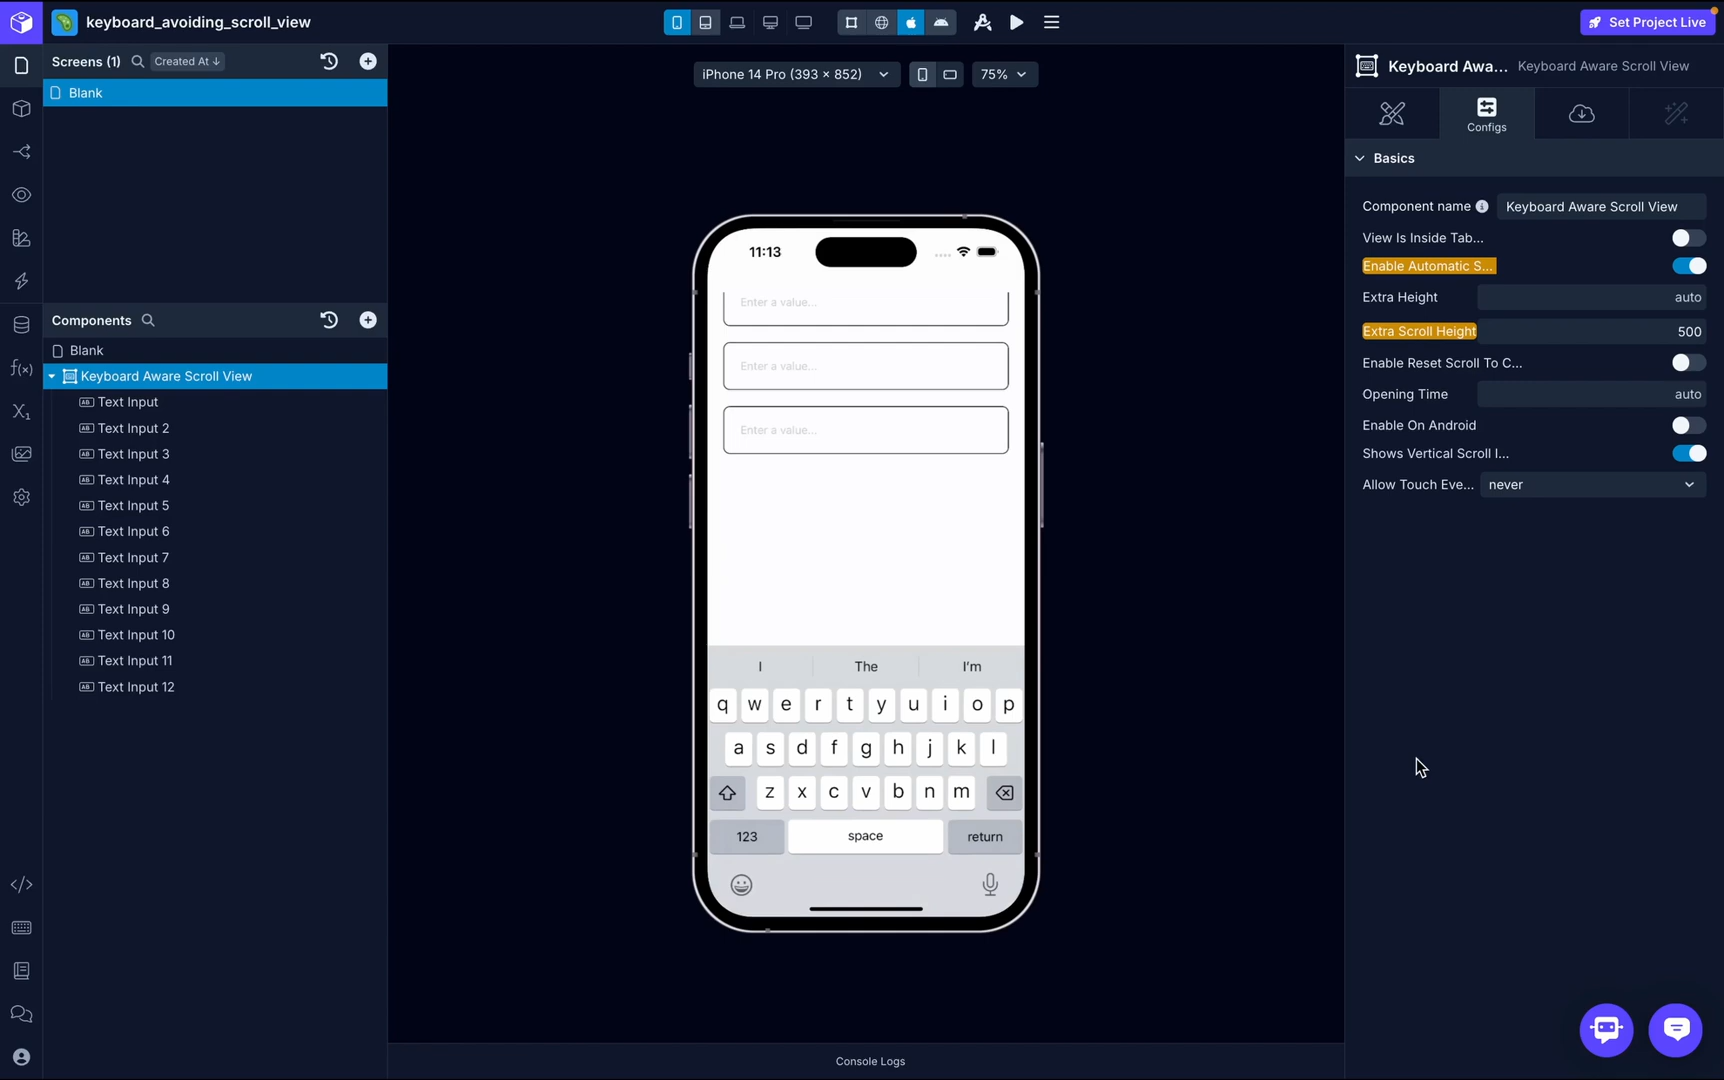 keyboard_avoiding_scroll_view
Set Project Live
Screens (1)
Created At ↓
Blank
iPhone 14 Pro (393 × 852)
75%
Keyboard Awa...
Keyboard Aware Scroll View
Configs
Basics
Component name
Keyboard Aware Scroll View
View Is Inside Tab...
Enable Automatic S...
Extra Height
auto
Extra Scroll Height
500
Enable Reset Scroll To C...
Opening Time
auto
Enable On Android
Shows Vertical Scroll I...
Allow Touch Eve...
never
Components
Blank
Keyboard Aware Scroll View
Text Input
Text Input 2
Text Input 3
Text Input 4
Text Input 5
Text Input 6
Text Input 7
Text Input 8
Text Input 9
Text Input 10
Text Input 11
Text Input 12
f(x)
X₁
</>
11:13
Enter a value...
Enter a value...
Enter a value...
I The I'm
q w e r t y u i o p
a s d f g h j k l
z x c v b n m
123 space return
Console Logs